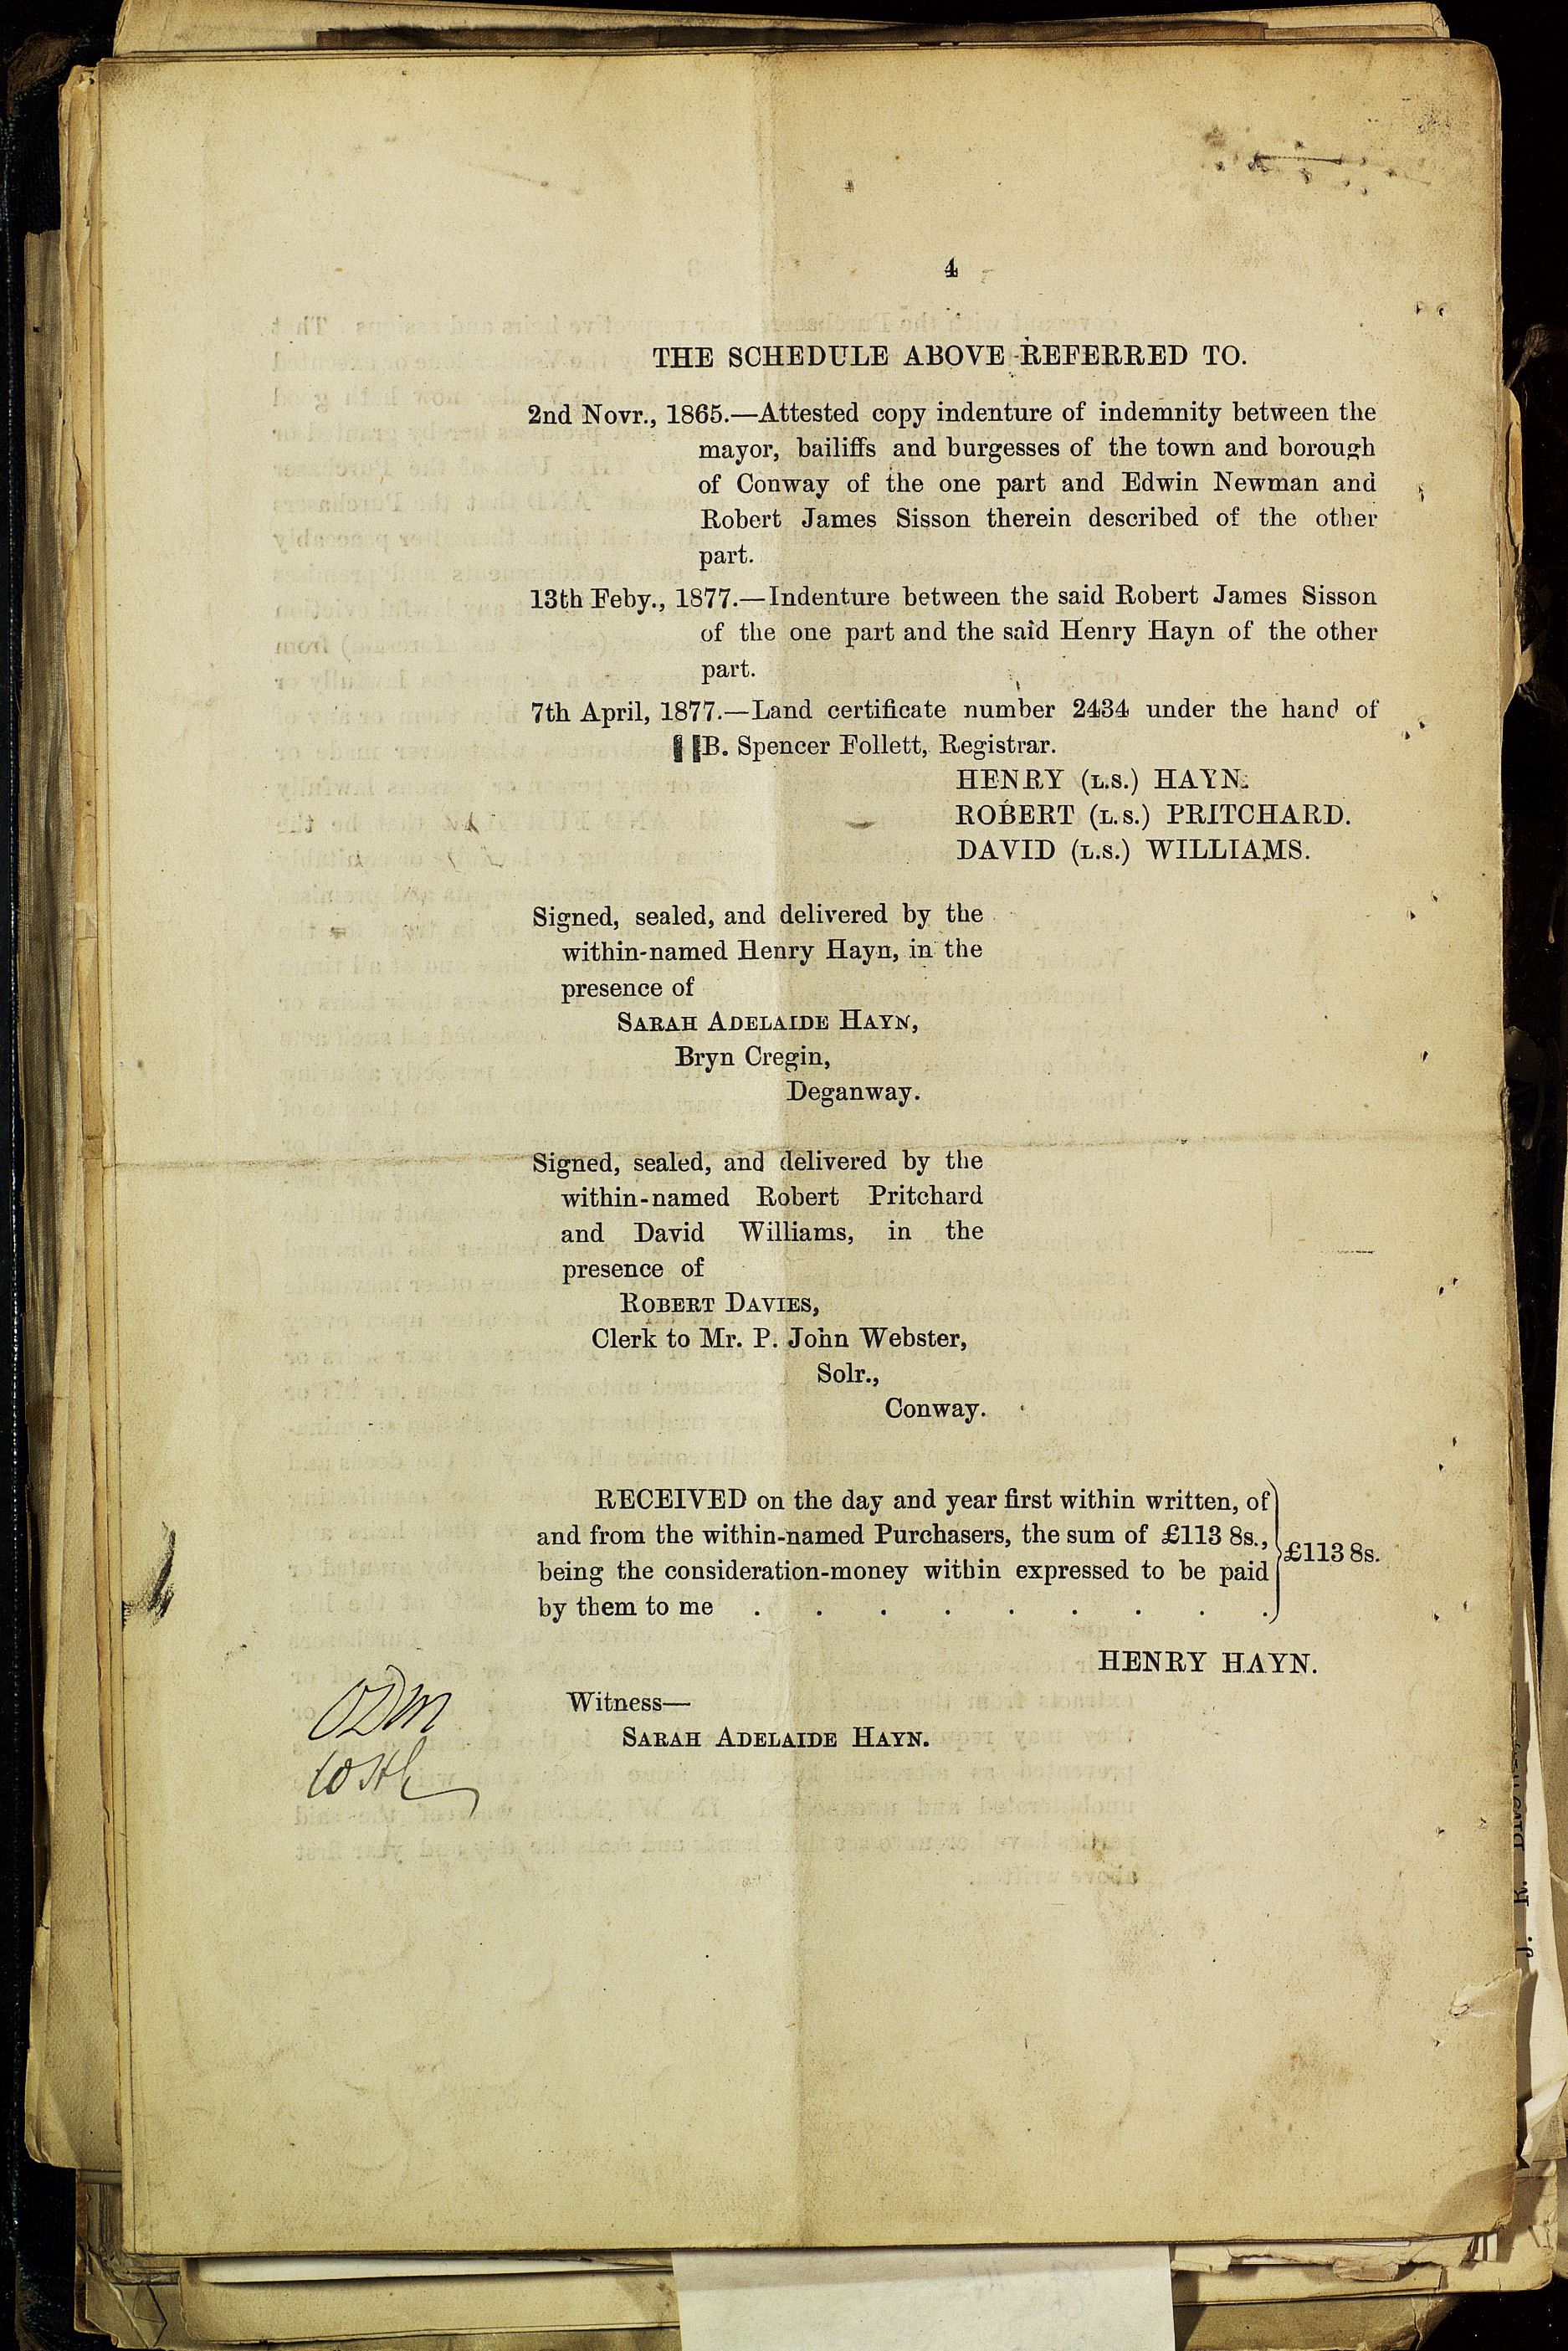 4
THE SCHEDULE ABOVE REFERRED TO.
2nd Novr., 1865.—Attested copy indenture of indemnity between the
mayor, bailiffs and burgesses of the town and borough
of Conway of the one part and Edwin Newman and
Robert James Sisson therein described of the other
part.
13th Feby., 1877.—Indenture between the said Robert James Sisson
of the one part and the said Henry Hayn of the other
part.
7th April, 1877.—Land certificate number 2434 under the hand of
B. Spencer Follett, Registrar.
HENRY (L.S.) HAYN.
ROBERT (L.S.) PRITCHARD.
DAVID (L.S.) WILLIAMS.
Signed, sealed, and delivered by the
within-named Henry Hayn, in the
presence of
SARAH ADELAIDE HAYN,
Bryn Cregin,
Deganway.
Signed, sealed, and delivered by the
within-named Robert Pritchard
and David Williams, in the
presence of
ROBERT DAVIES,
Clerk to Mr. P. John Webster,
Solr.,
Conway.
RECEIVED on the day and year first within written, of
and from the within-named Purchasers, the sum of £113 8s.,
being the consideration-money within expressed to be paid
by them to me . . . . . . . . .
£113 8s.
HENRY HAYN.
Witness—
SARAH ADELAIDE HAYN.